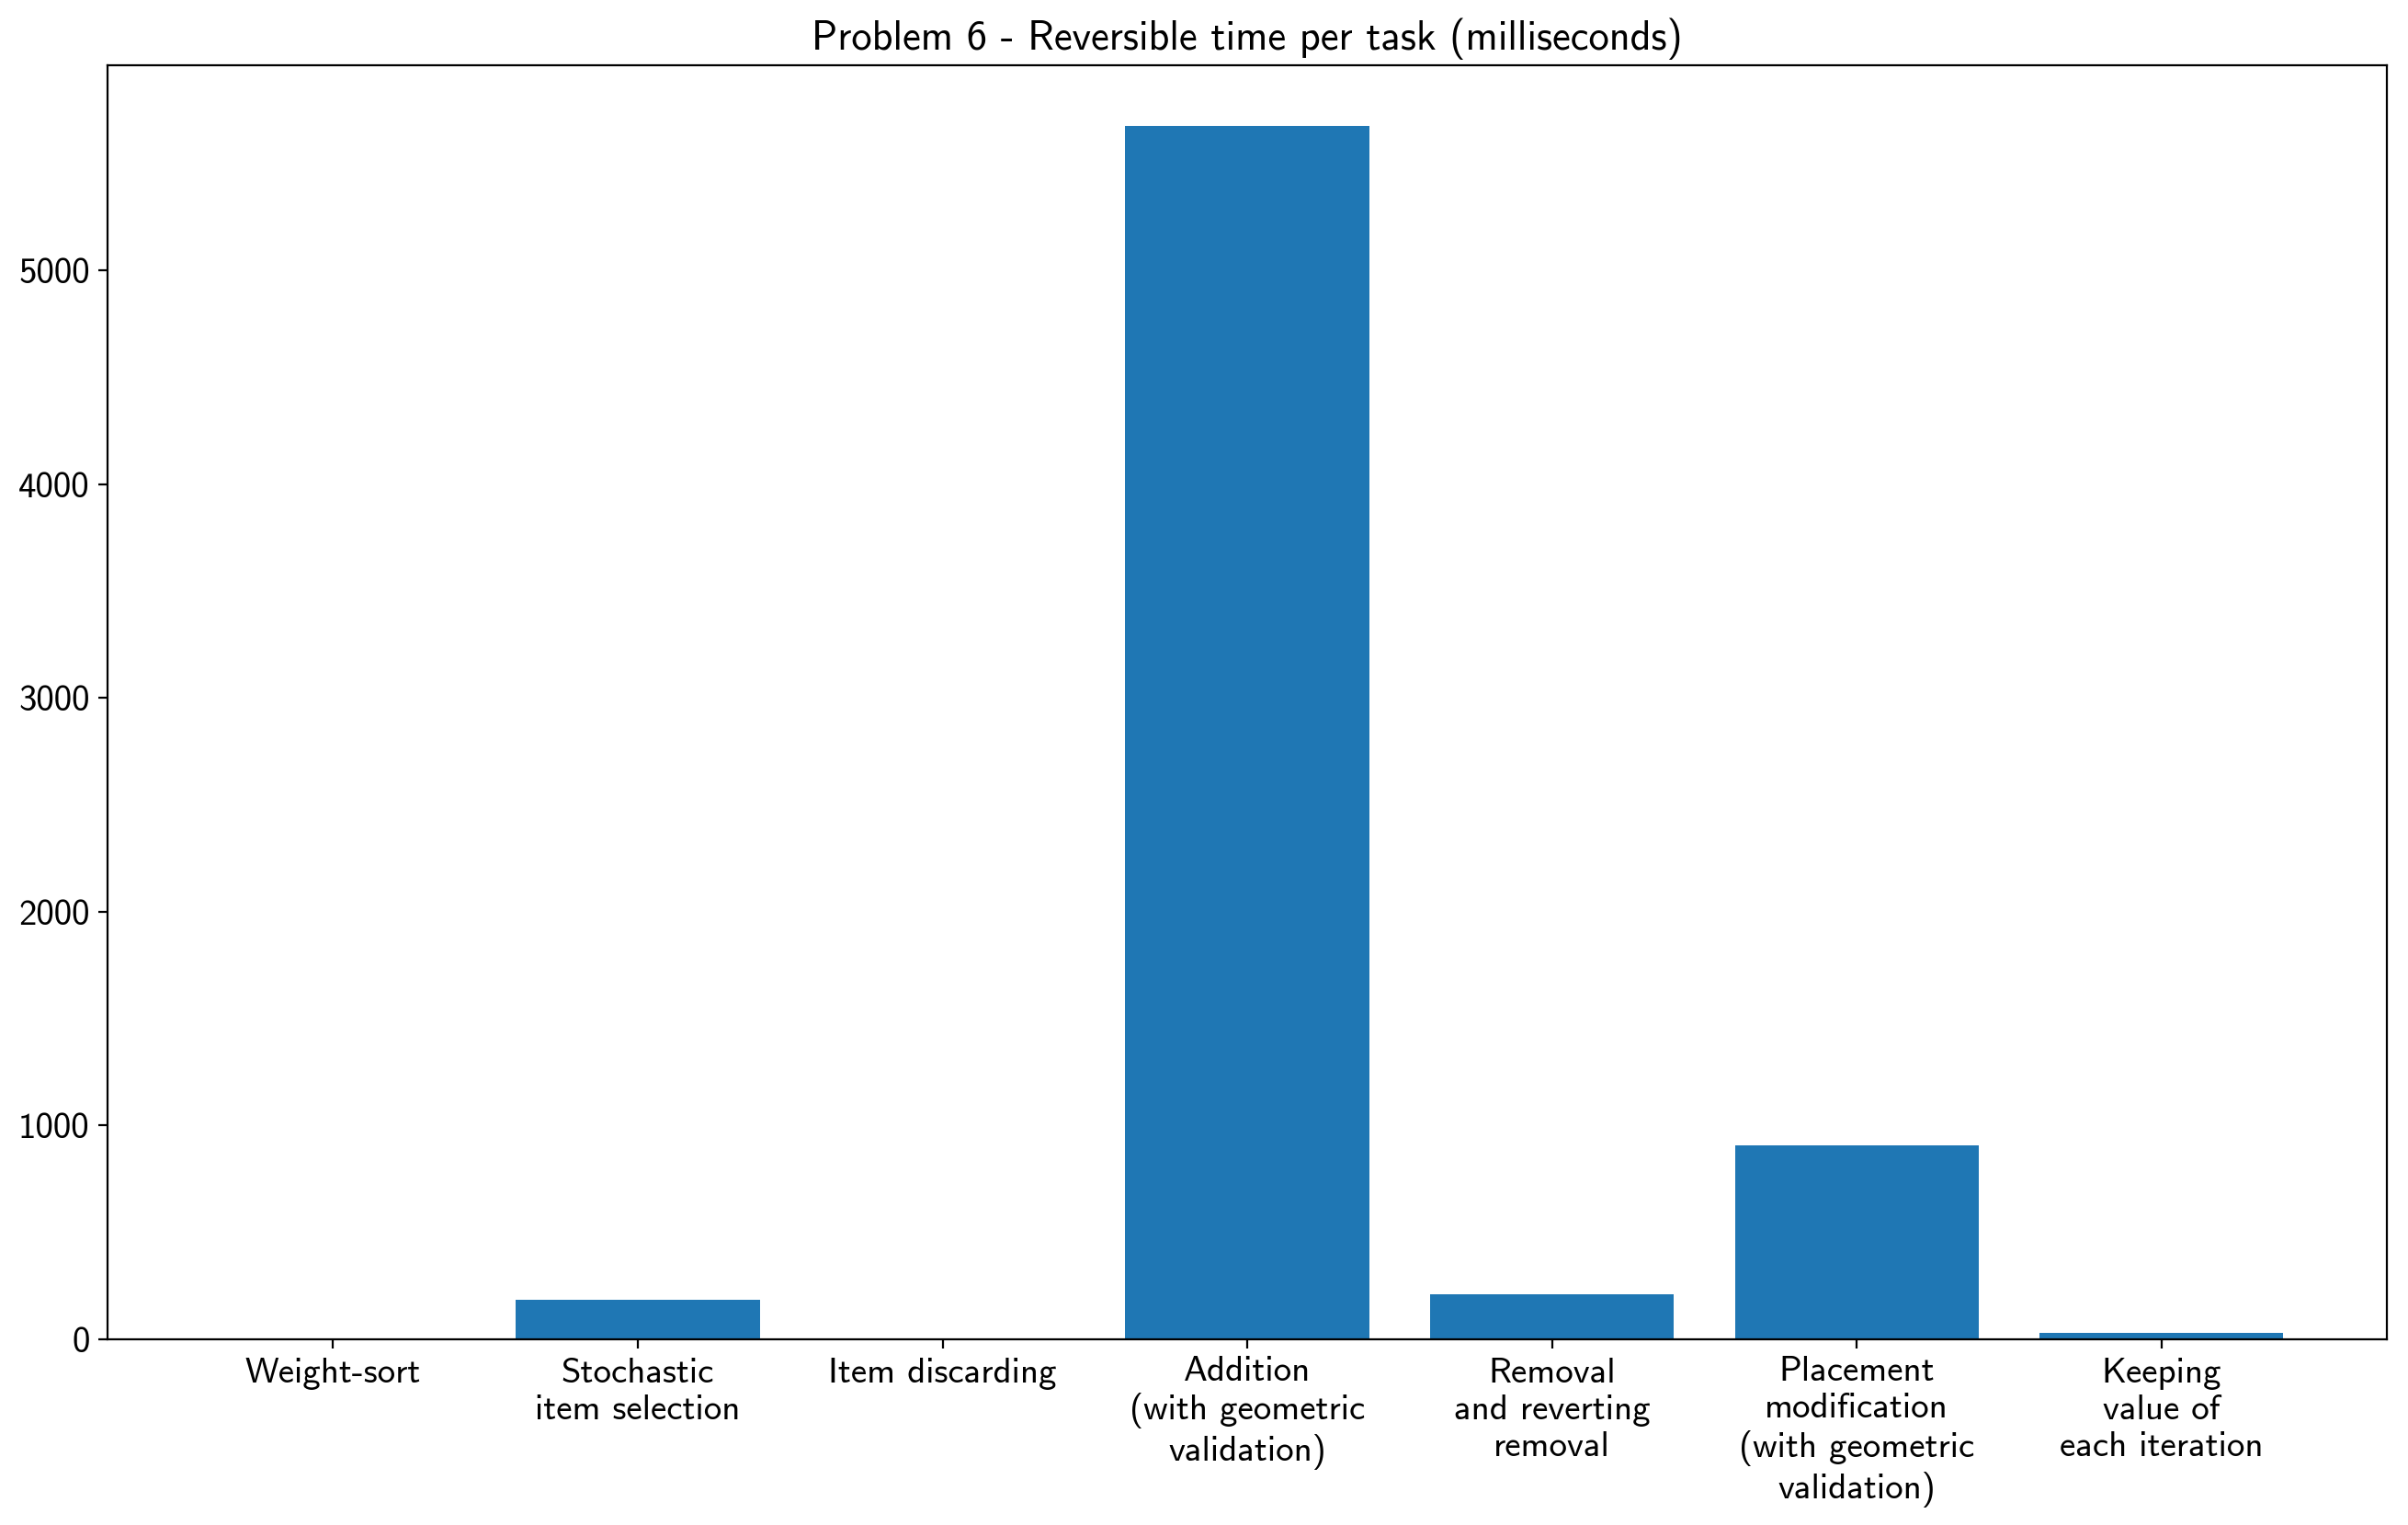 Problem 6 - Reversible time per task (milliseconds)
5000
4000
3000
2000
1000
0
Weight-sort
Stochastic
item selection
Item discarding
Addition
(with geometric
validation)
Removal
and reverting
removal
Placement
modification
(with geometric
validation)
Keeping
value of
each iteration